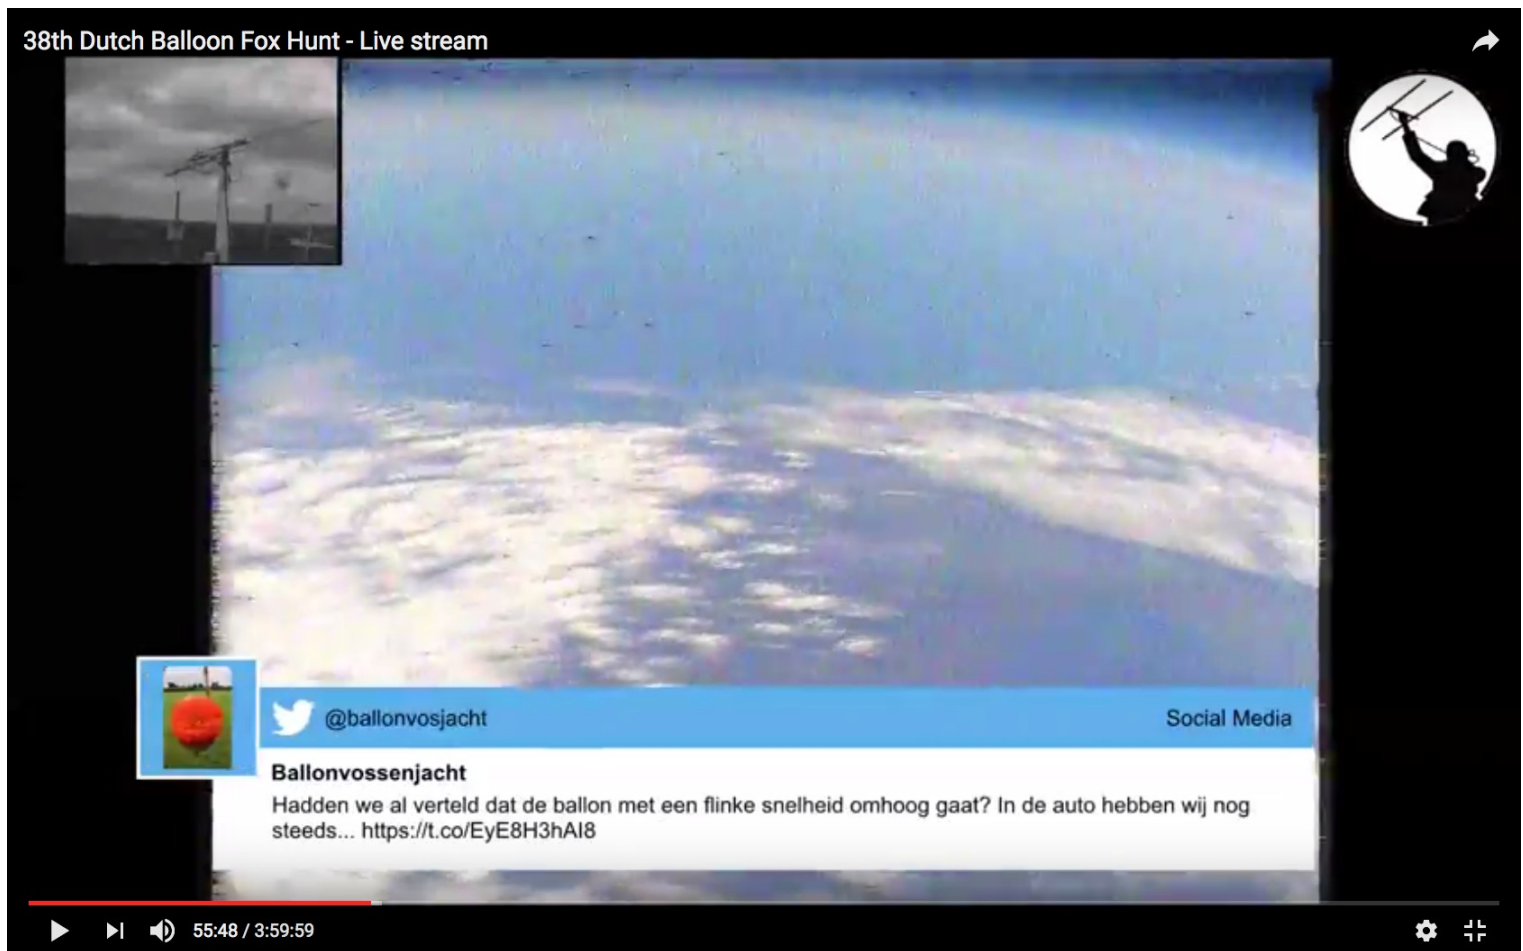 38th Dutch Balloon Fox Hunt - Live stream
@ballonvosjacht
Social Media
Ballonvossenjacht
Hadden we al verteld dat de ballon met een flinke snelheid omhoog gaat? In de auto hebben wij nog
steeds... https://t.co/EyE8H3hAI8
55:48 / 3:59:59